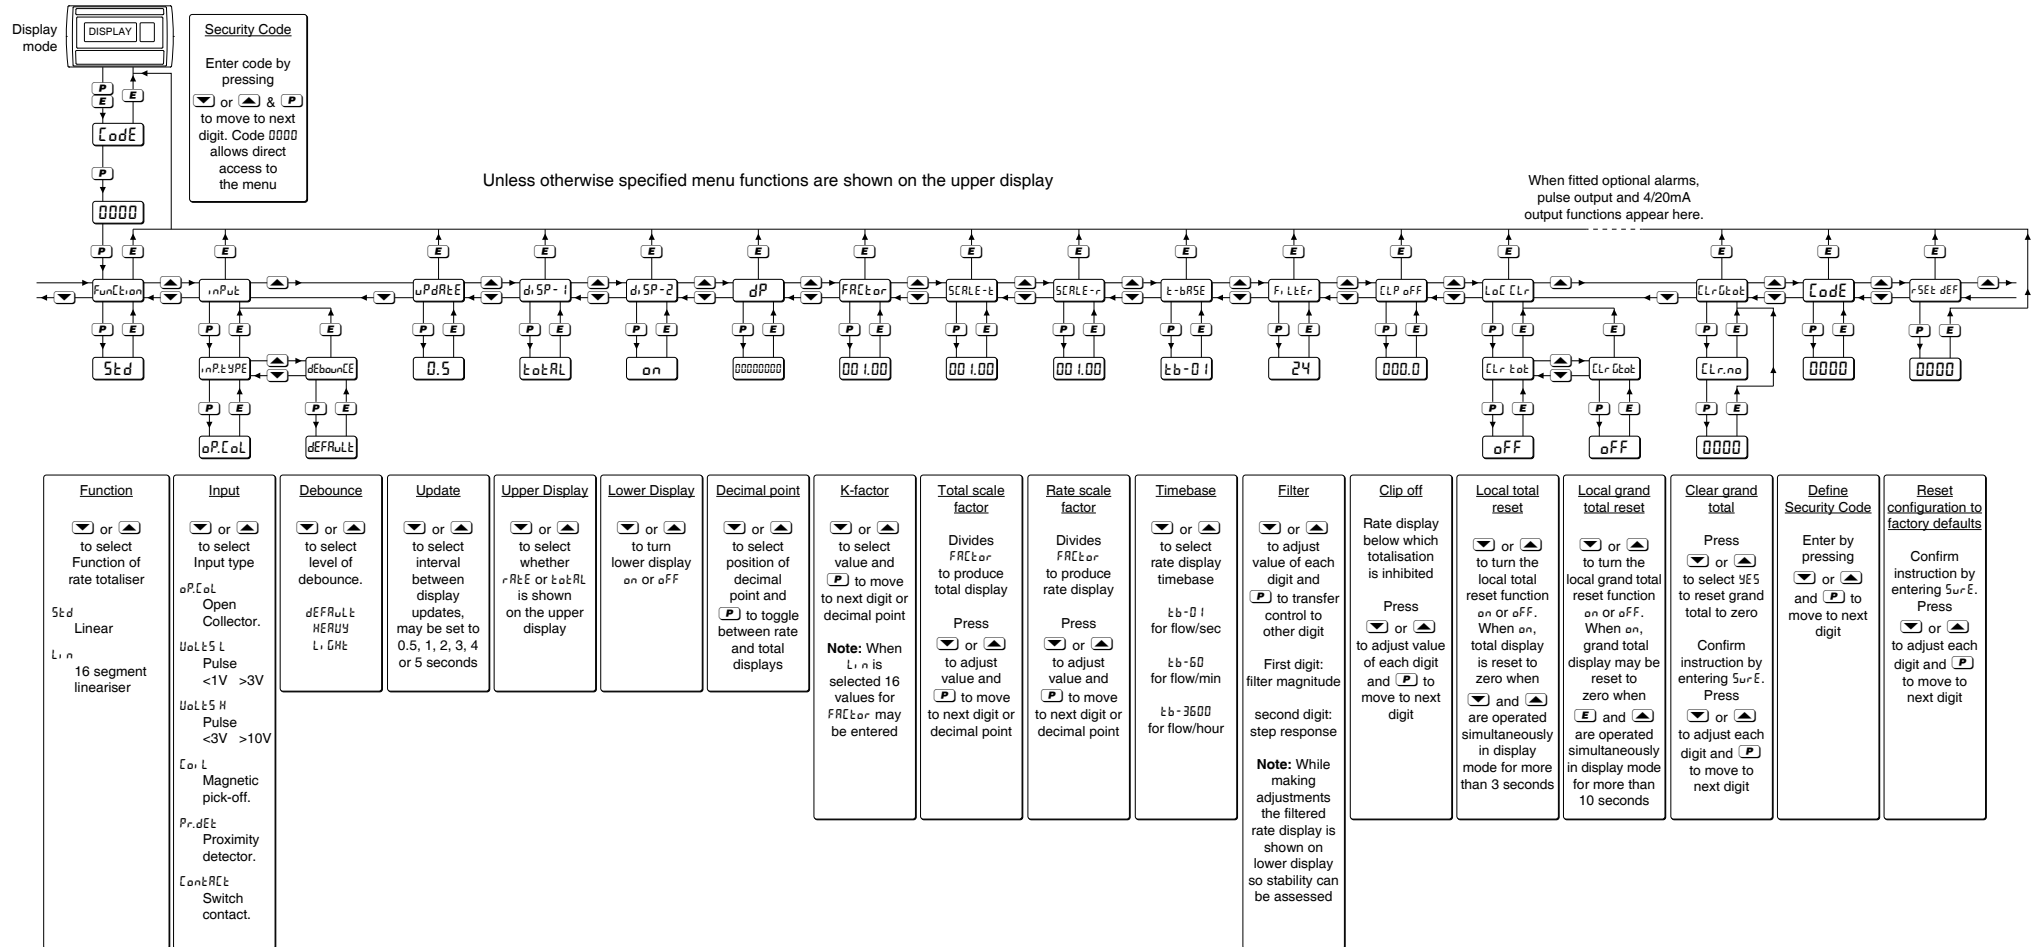 Display
mode
DISPLAY
P
E
E
CodE
P
0000
Security Code
Enter code by
pressing
▼ or ▲ & P
to move to next
digit. Code 0000
allows direct
access to
the menu
Unless otherwise specified menu functions are shown on the upper display
When fitted optional alarms,
pulse output and 4/20mA
output functions appear here.
P E E E E E E E E E E E E E E E E
FunCtion inPut uPdAtE diSP-1 diSP-2 dP FACtor SCALE-t SCALE-r t-bASE FiLtEr CLP oFF LoC CLr CLrGtot CodE rSEt dEF
P E P E E P E P E P E P E P E P E P E P E P E P E P E E P E P E P E
Std inP.tYPE dEbounCE 0.5 totAL on 00000000 001.00 001.00 001.00 tb-01 24 000.0 CLr tot CLr Gtot CLr.no 0000 0000
P E P E P E P E P E
oP.CoL dEFAuLt oFF oFF 0000
Function
▼ or ▲
to select
Function of
rate totaliser
Std
Linear
Lin
16 segment
lineariser
Input
▼ or ▲
to select
Input type
oP.CoL
Open
Collector.
VoLtS L
Pulse
<1V >3V
VoLtS H
Pulse
<3V >10V
CoiL
Magnetic
pick-off.
Pr.dEt
Proximity
detector.
ContACt
Switch
contact.
Debounce
▼ or ▲
to select
level of
debounce.
dEFAuLt
HEAVY
LiGHt
Update
▼ or ▲
to select
interval
between
display
updates,
may be set to
0.5, 1, 2, 3, 4
or 5 seconds
Upper Display
▼ or ▲
to select
whether
rAtE or totAL
is shown
on the upper
display
Lower Display
▼ or ▲
to turn
lower display
on or oFF
Decimal point
▼ or ▲
to select
position of
decimal
point and
P to toggle
between rate
and total
displays
K-factor
▼ or ▲
to select
value and
P to move
to next digit or
decimal point
Note: When
Lin is
selected 16
values for
FACtor may
be entered
Total scale
factor
Divides
FACtor
to produce
total display
Press
▼ or ▲
to adjust
value and
P to move
to next digit or
decimal point
Rate scale
factor
Divides
FACtor
to produce
rate display
Press
▼ or ▲
to adjust
value and
P to move
to next digit or
decimal point
Timebase
▼ or ▲
to select
rate display
timebase
tb-01
for flow/sec
tb-60
for flow/min
tb-3600
for flow/hour
Filter
▼ or ▲
to adjust
value of each
digit and
P to transfer
control to
other digit
First digit:
filter magnitude
second digit:
step response
Note: While
making
adjustments
the filtered
rate display is
shown on
lower display
so stability can
be assessed
Clip off
Rate display
below which
totalisation
is inhibited
Press
▼ or ▲
to adjust value
of each digit
and P to
move to next
digit
Local total
reset
▼ or ▲
to turn the
local total
reset function
on or oFF.
When on,
total display
is reset to
zero when
▼ and ▲
are operated
simultaneously
in display
mode for more
than 3 seconds
Local grand
total reset
▼ or ▲
to turn the
local grand total
reset function
on or oFF.
When on,
grand total
display may be
reset to
zero when
E and ▲
are operated
simultaneously
in display mode
for more than
10 seconds
Clear grand
total
Press
▼ or ▲
to select YES
to reset grand
total to zero
Confirm
instruction by
entering SurE.
Press
▼ or ▲
to adjust each
digit and P
to move to
next digit
Define
Security Code
Enter by
pressing
▼ or ▲
and P to
move to next
digit
Reset
configuration to
factory defaults
Confirm
instruction by
entering SurE.
Press
▼ or ▲
to adjust each
digit and P
to move to
next digit